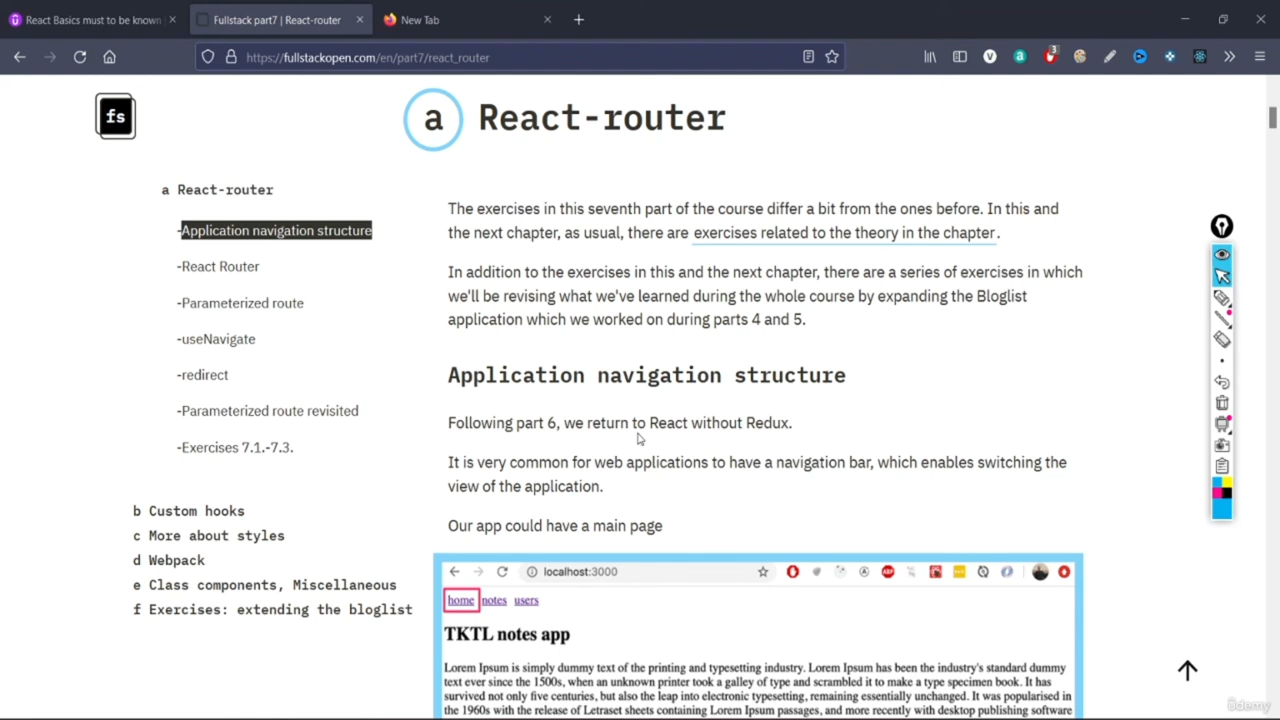 React Basics must to be known
Fullstack part7 | React-router
New Tab
https://fullstackopen.com/en/part7/react_router
3
fs
a React-router
a React-router
-Application navigation structure
-React Router
-Parameterized route
-useNavigate
-redirect
-Parameterized route revisited
-Exercises 7.1.-7.3.
b Custom hooks
c More about styles
d Webpack
e Class components, Miscellaneous
f Exercises: extending the bloglist
The exercises in this seventh part of the course differ a bit from the ones before. In this and
the next chapter, as usual, there are exercises related to the theory in the chapter.
In addition to the exercises in this and the next chapter, there are a series of exercises in which
we'll be revising what we've learned during the whole course by expanding the Bloglist
application which we worked on during parts 4 and 5.
Application navigation structure
Following part 6, we return to React without Redux.
It is very common for web applications to have a navigation bar, which enables switching the
view of the application.
Our app could have a main page
localhost:3000
ABP
home notes users
TKTL notes app
Lorem Ipsum is simply dummy text of the printing and typesetting industry. Lorem Ipsum has been the industry's standard dummy
text ever since the 1500s, when an unknown printer took a galley of type and scrambled it to make a type specimen book. It has
survived not only five centuries, but also the leap into electronic typesetting, remaining essentially unchanged. It was popularised in
the 1960s with the release of Letraset sheets containing Lorem Ipsum passages, and more recently with desktop publishing software
Udemy